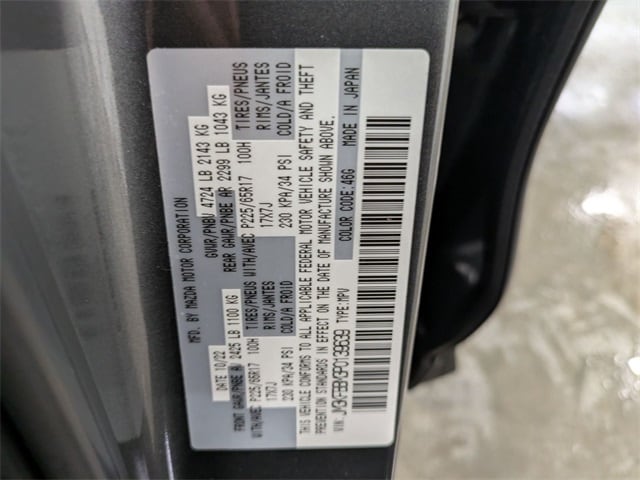 MFD. BY MAZDA MOTOR CORPORATION
DATE 10/22 GVWR/PNBV 4724 LB 2143 KG
FRONT GAWR/PNBE AV 2425 LB 1100 KG REAR GAWR/PNBE AR 2299 LB 1043 KG
WITH/AVEC P225/65R17 100H TIRES/PNEUS WITH/AVEC P225/65R17 100H TIRES/PNEUS
17X7J RIMS/JANTES 17X7J RIMS/JANTES
230 KPA/34 PSI COLD/A FROID 230 KPA/34 PSI COLD/A FROID
THIS VEHICLE CONFORMS TO ALL APPLICABLE FEDERAL MOTOR VEHICLE SAFETY AND THEFT
PREVENTION STANDARDS IN EFFECT ON THE DATE OF MANUFACTURE SHOWN ABOVE.
VIN: JM3KFBBM3P0139639 TYPE:MPV COLOR CODE:46G MADE IN JAPAN